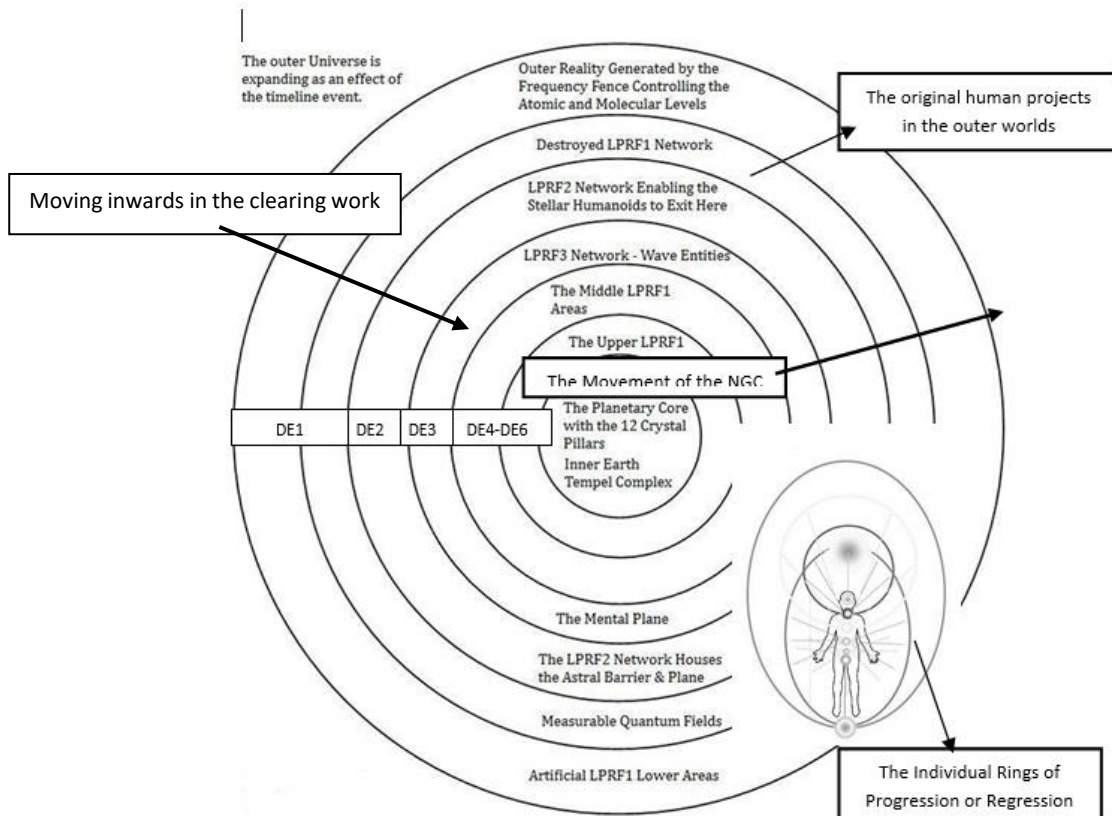 The outer Universe is
expanding as an effect of
the timeline event.
Outer Reality Generated by the
Frequency Fence Controlling the
Atomic and Molecular Levels
The original human projects
in the outer worlds
Destroyed LPRF1 Network
Moving inwards in the clearing work
LPRF2 Network Enabling the
Stellar Humanoids to Exit Here
LPRF3 Network - Wave Entities
The Middle LPRF1
Areas
The Upper LPRF1
The Movement of the NGC
DE1
DE2
DE3
DE4-DE6
The Planetary Core
with the 12 Crystal
Pillars
Inner Earth
Tempel Complex
The Mental Plane
The LPRF2 Network Houses
the Astral Barrier & Plane
Measurable Quantum Fields
Artificial LPRF1 Lower Areas
The Individual Rings of
Progression or Regression